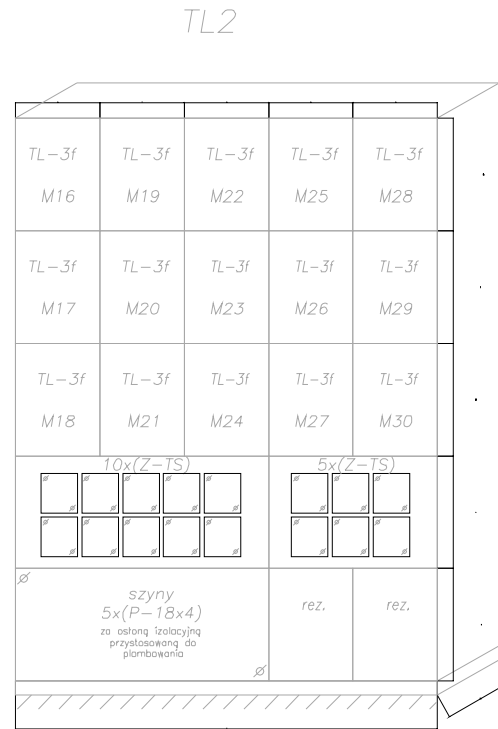 TL2
TL-3f TL-3f TL-3f TL-3f TL-3f
M16 M19 M22 M25 M28
TL-3f TL-3f TL-3f TL-3f TL-3f
M17 M20 M23 M26 M29
TL-3f TL-3f TL-3f TL-3f TL-3f
M18 M21 M24 M27 M30
10x(Z-TS) 5x(Z-TS)
szyny
5x(P-18x4)
za osłoną izolacyjną
przystosowaną do
plombowania
rez. rez.